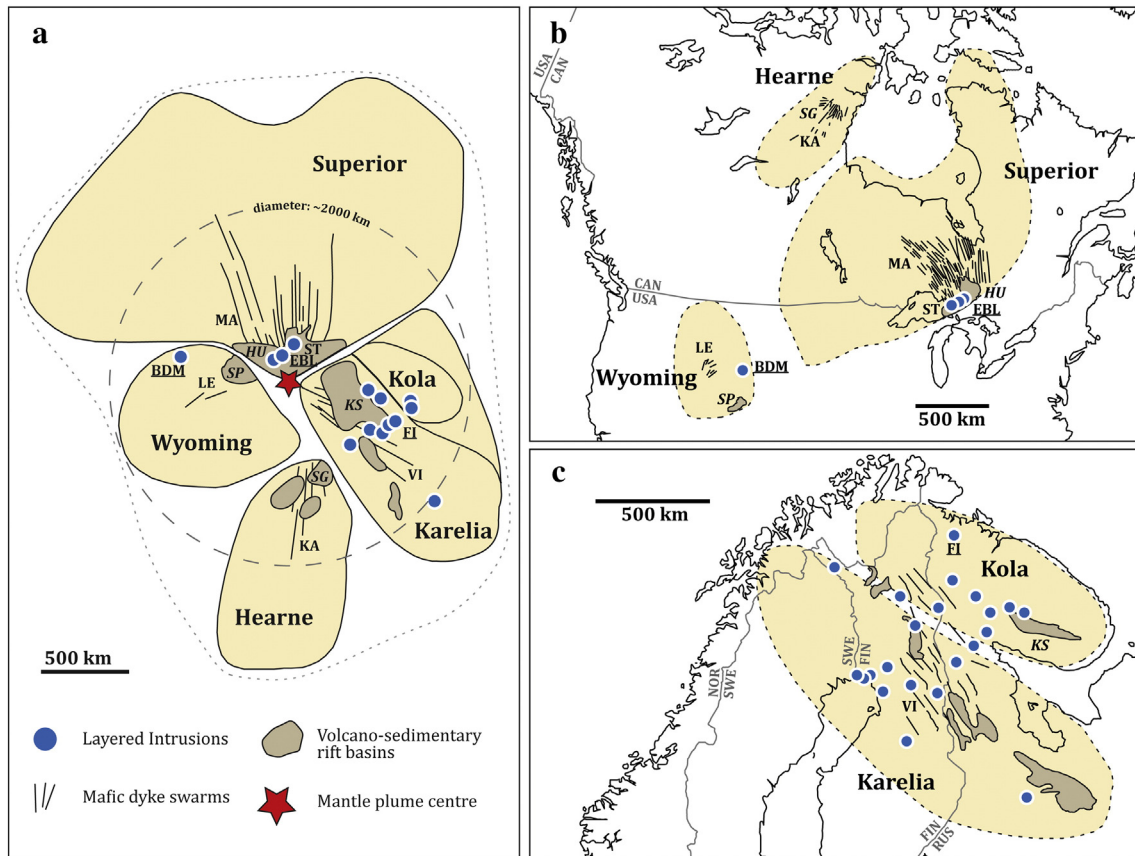 a
Superior
diameter: ~2000 km
MA
HU
ST
EBL
BDM
SP
LE
Kola
KS
Wyoming
FI
VI
SG
Karelia
KA
Hearne
500 km
Layered Intrusions
Volcano-sedimentary
rift basins
Mafic dyke swarms
Mantle plume centre
b
USA
CAN
Hearne
SG
KA
Superior
MA
CAN
USA
HU
ST
EBL
LE
BDM
Wyoming
SP
500 km
c
500 km
FI
Kola
SWE
FIN
KS
NOR
SWE
VI
Karelia
FIN
RUS